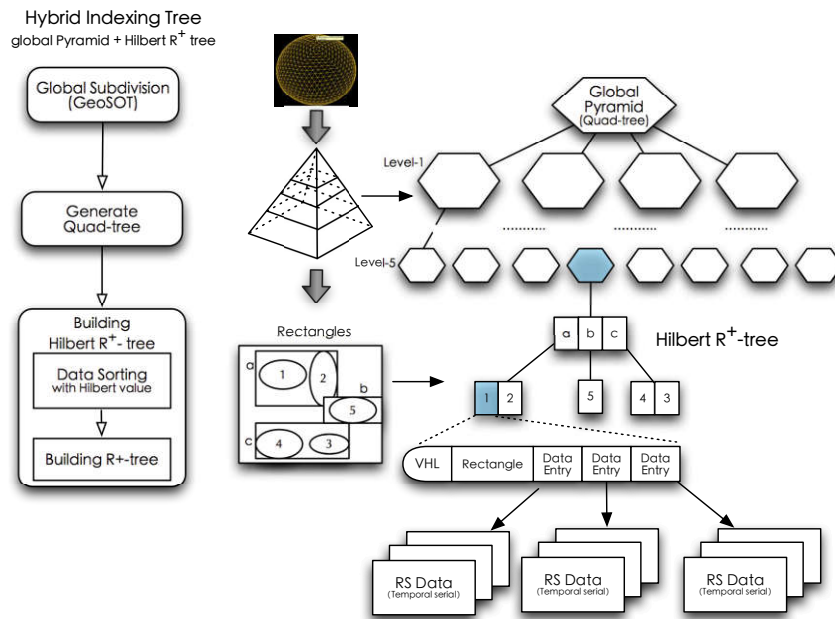 Hybrid Indexing Tree
global Pyramid + Hilbert R+ tree
Global Subdivision
(GeoSOT)
Generate
Quad-tree
Building
Hilbert R+- tree
Data Sorting
with Hilbert value
Building R+-tree
Global
Pyramid
(Quad-tree)
Level-1
...............
...............
...............
Level-5
Rectangles
a
1
2
b
5
c
4
3
a b c
Hilbert R+-tree
1 2
5
4 3
VHL
Rectangle
Data
Entry
Data
Entry
Data
Entry
RS Data
(Temporal serial)
RS Data
(Temporal serial)
RS Data
(Temporal serial)